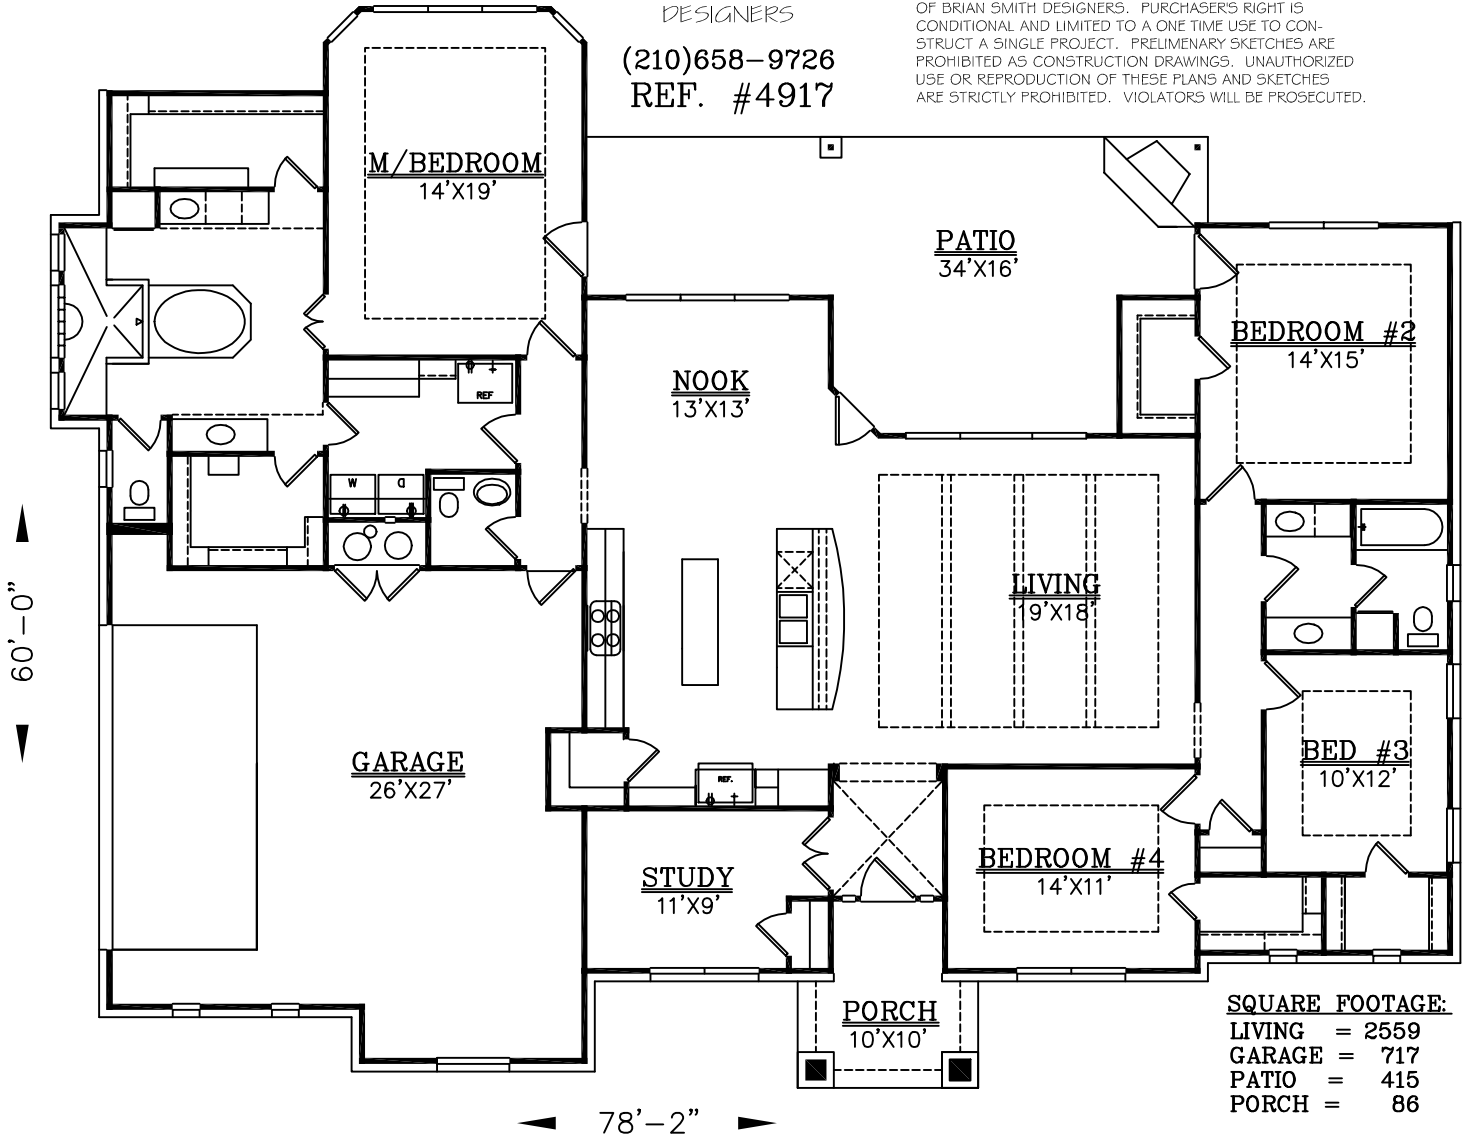 DESIGNERS
(210)658-9726
REF. #4917
OF BRIAN SMITH DESIGNERS. PURCHASER'S RIGHT IS
CONDITIONAL AND LIMITED TO A ONE TIME USE TO CON-
STRUCT A SINGLE PROJECT. PRELIMENARY SKETCHES ARE
PROHIBITED AS CONSTRUCTION DRAWINGS. UNAUTHORIZED
USE OR REPRODUCTION OF THESE PLANS AND SKETCHES
ARE STRICTLY PROHIBITED. VIOLATORS WILL BE PROSECUTED.
M/BEDROOM
14'X19'
PATIO
34'X16'
BEDROOM #2
14'X15'
NOOK
13'X13'
REF
W
D
LIVING
19'X18'
60'-0"
GARAGE
26'X27'
BED #3
10'X12'
REF.
BEDROOM #4
14'X11'
STUDY
11'X9'
PORCH
10'X10'
SQUARE FOOTAGE:
LIVING = 2559
GARAGE = 717
PATIO = 415
PORCH = 86
78'-2"